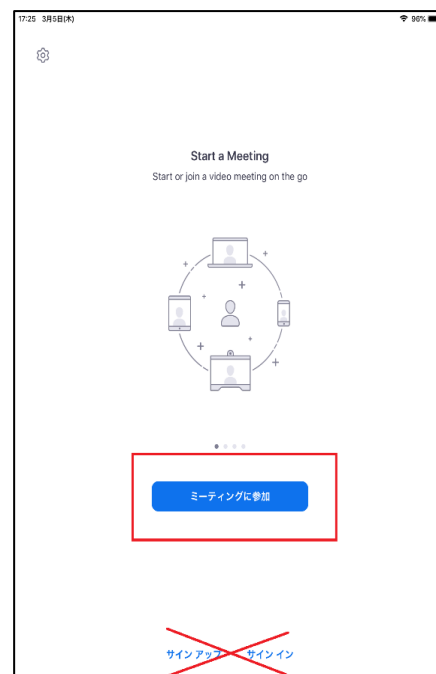 17:25 3月5日(木) 96%
Start a Meeting
Start or join a video meeting on the go
ミーティングに参加
サイン アップ サイン イン